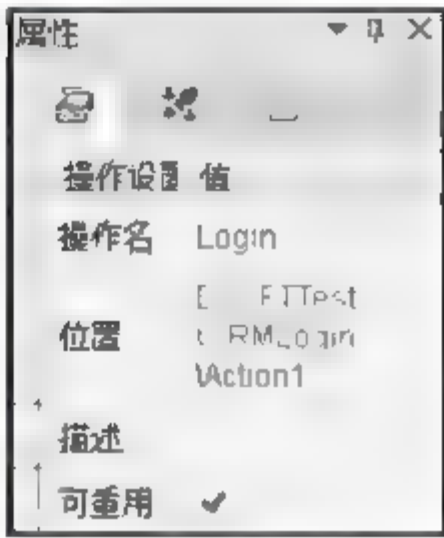 属性
操作设置 值
操作名 Login
位置
\Action1
描述
可重用